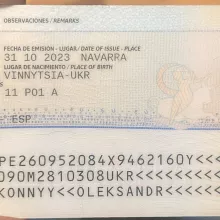 OBSERVACIONES / REMARKS
FECHA DE EMISIÓN - LUGAR / DATE OF ISSUE - PLACE
31 10 2023 NAVARRA
LUGAR DE NACIMIENTO / PLACE OF BIRTH
VINNYTSIA-UKR
11 P01 A
ESP
PE260952084X9462160Y<<<<
090M2810308UKR<<<<<<<<<<<
KONNYY<<OLEKSANDR<<<<<<<